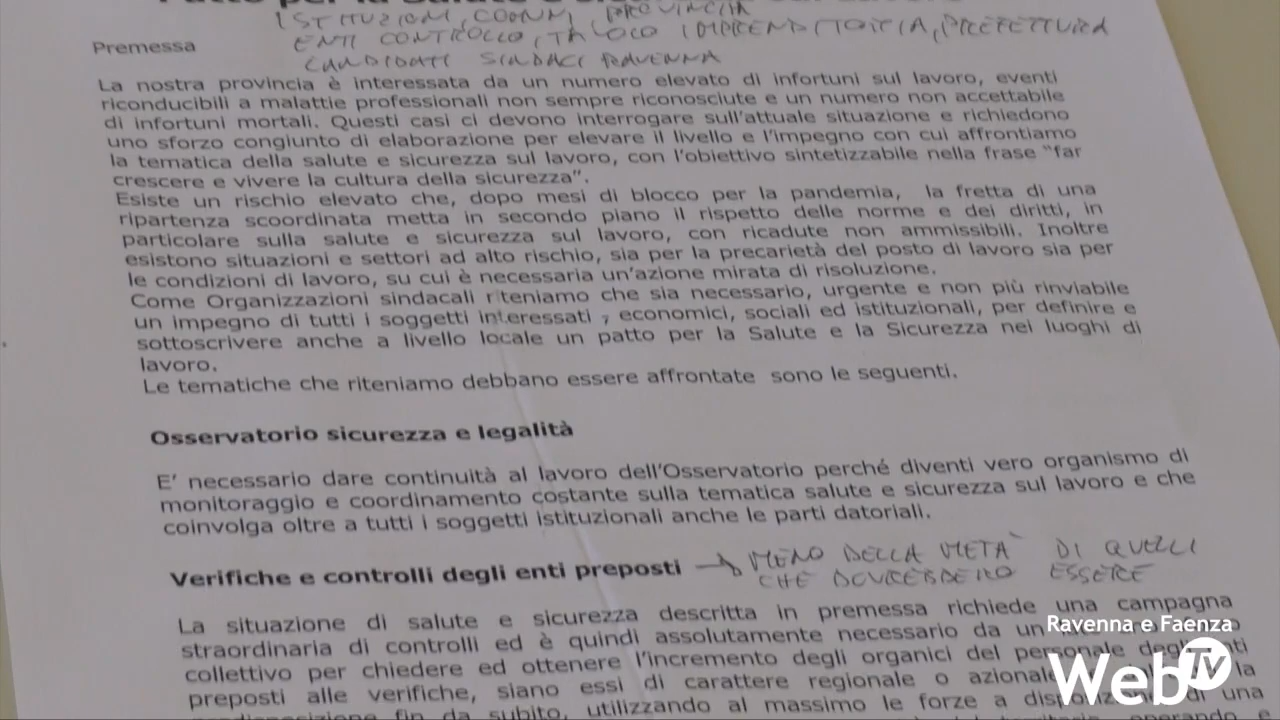 ISTITUZIONI, COMUNI, PROVINCIA
Premessa
ENTI CONTROLLO, TAVOLO IMPRENDITORIA, PREFETTURA
CANDIDATI SINDACI RAVENNA
La nostra provincia è interessata da un numero elevato di infortuni sul lavoro, eventi
riconducibili a malattie professionali non sempre riconosciute e un numero non accettabile
di infortuni mortali. Questi casi ci devono interrogare sull'attuale situazione e richiedono
uno sforzo congiunto di elaborazione per elevare il livello e l'impegno con cui affrontiamo
la tematica della salute e sicurezza sul lavoro, con l'obiettivo sintetizzabile nella frase "far
crescere e vivere la cultura della sicurezza".
Esiste un rischio elevato che, dopo mesi di blocco per la pandemia, la fretta di una
ripartenza scoordinata metta in secondo piano il rispetto delle norme e dei diritti, in
particolare sulla salute e sicurezza sul lavoro, con ricadute non ammissibili. Inoltre
esistono situazioni e settori ad alto rischio, sia per la precarietà del posto di lavoro sia per
le condizioni di lavoro, su cui è necessaria un'azione mirata di risoluzione.
Come Organizzazioni sindacali riteniamo che sia necessario, urgente e non più rinviabile
un impegno di tutti i soggetti interessati , economici, sociali ed istituzionali, per definire e
sottoscrivere anche a livello locale un patto per la Salute e la Sicurezza nei luoghi di
lavoro.
Le tematiche che riteniamo debbano essere affrontate sono le seguenti.
Osservatorio sicurezza e legalità
E' necessario dare continuità al lavoro dell'Osservatorio perché diventi vero organismo di
monitoraggio e coordinamento costante sulla tematica salute e sicurezza sul lavoro e che
coinvolga oltre a tutti i soggetti istituzionali anche le parti datoriali.
Verifiche e controlli degli enti preposti → MENO DELLA METÀ DI QUELLI
CHE DOVREBBERO ESSERE
La situazione di salute e sicurezza descritta in premessa richiede una campagna
straordinaria di controlli ed è quindi assolutamente necessario da un
collettivo per chiedere ed ottenere l'incremento degli organici del personale degli
preposti alle verifiche, siano essi di carattere regionale o la
fin da subito, utilizzando al massimo le forze a di una
Ravenna e Faenza
WebTV